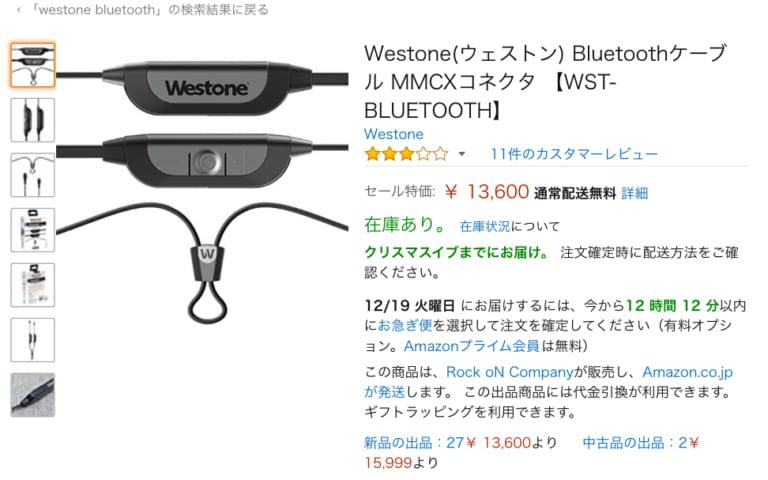 ‹ 「westone bluetooth」の検索結果に戻る
Westone
W
Westone(ウェストン) Bluetoothケーブ
ル MMCXコネクタ 【WST-
BLUETOOTH】
Westone
11件のカスタマーレビュー
セール特価: ￥ 13,600 通常配送無料 詳細
在庫あり。 在庫状況について
クリスマスイブまでにお届け。 注文確定時に配送方法をご確
認ください。
12/19 火曜日 にお届けするには、今から12 時間 12 分以内
にお急ぎ便を選択して注文を確定してください（有料オプシ
ョン。Amazonプライム会員は無料）
この商品は、Rock oN Companyが販売し、Amazon.co.jp
が発送します。 この出品商品には代金引換が利用できます。
ギフトラッピングを利用できます。
新品の出品：27￥ 13,600より 中古品の出品：2￥
15,999より